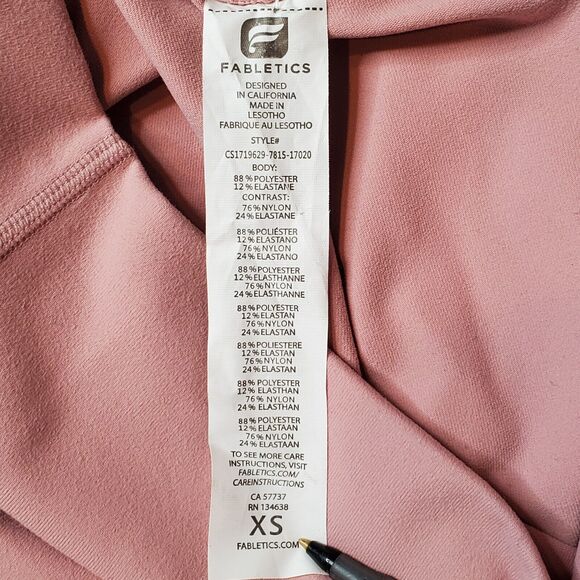 FABLETICS
DESIGNED
IN CALIFORNIA
MADE IN
LESOTHO
FABRIQUE AU LESOTHO
STYLE#
CS1719629-7815-17020
BODY:
88% POLYESTER
12% ELASTANE
CONTRAST:
76% NYLON
24% ELASTANE
88% POLIÉSTER
12% ELASTANO
76% NYLON
24% ELASTANO
88% POLYESTER
12% ELASTHANNE
76% NYLON
24% ELASTHANNE
88% POLYESTER
12% ELASTAN
76% NYLON
24% ELASTAN
88% POLIESTERE
12% ELASTAN
76% NYLON
24% ELASTAN
88% POLYESTER
12% ELASTHAN
76% NYLON
24% ELASTHAN
88% POLYESTER
12% ELASTAAN
76% NYLON
24% ELASTAAN
TO SEE MORE CARE
INSTRUCTIONS, VISIT
FABLETICS.COM/
CAREINSTRUCTIONS
CA 57737
RN 134638
XS
FABLETICS.COM